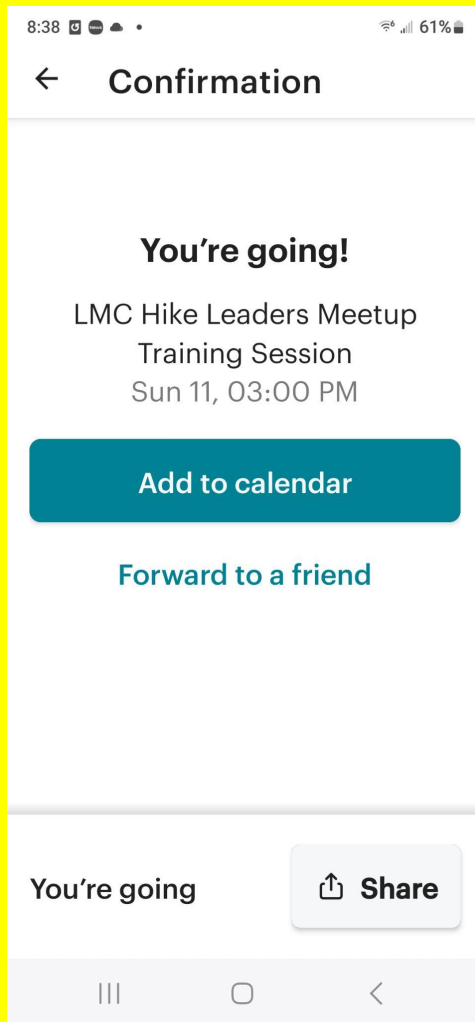 8:38 61%
Confirmation
You're going!
LMC Hike Leaders Meetup
Training Session
Sun 11, 03:00 PM
Add to calendar
Forward to a friend
You're going
Share